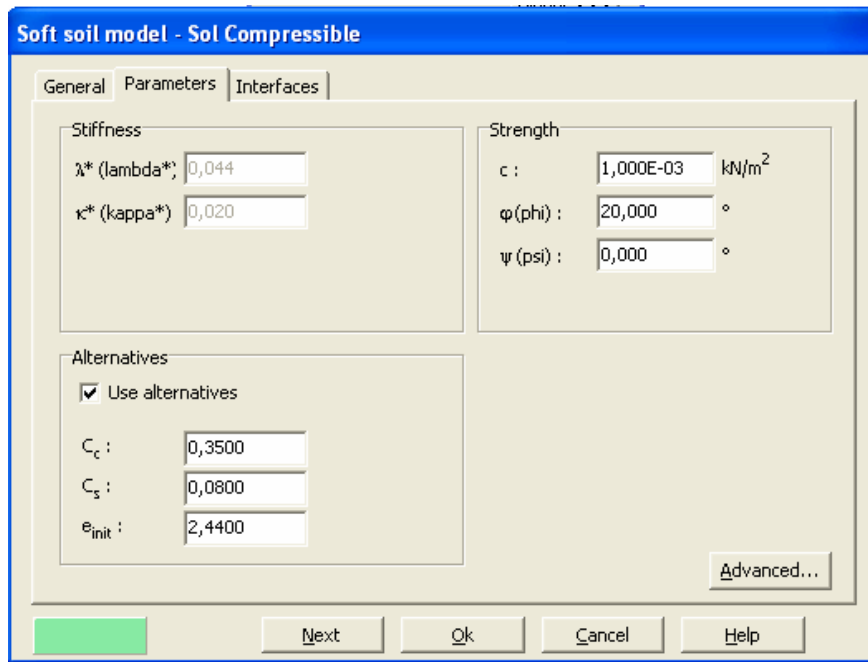 Soft soil model - Sol Compressible
General Parameters Interfaces
Stiffness
λ* (lambda*) 0,044
κ* (kappa*) 0,020
Strength
c : 1,000E-03 kN/m²
φ(phi) : 20,000 °
ψ(psi) : 0,000 °
Alternatives
Use alternatives
Cc : 0,3500
Cs : 0,0800
einit : 2,4400
Advanced...
Next Ok Cancel Help